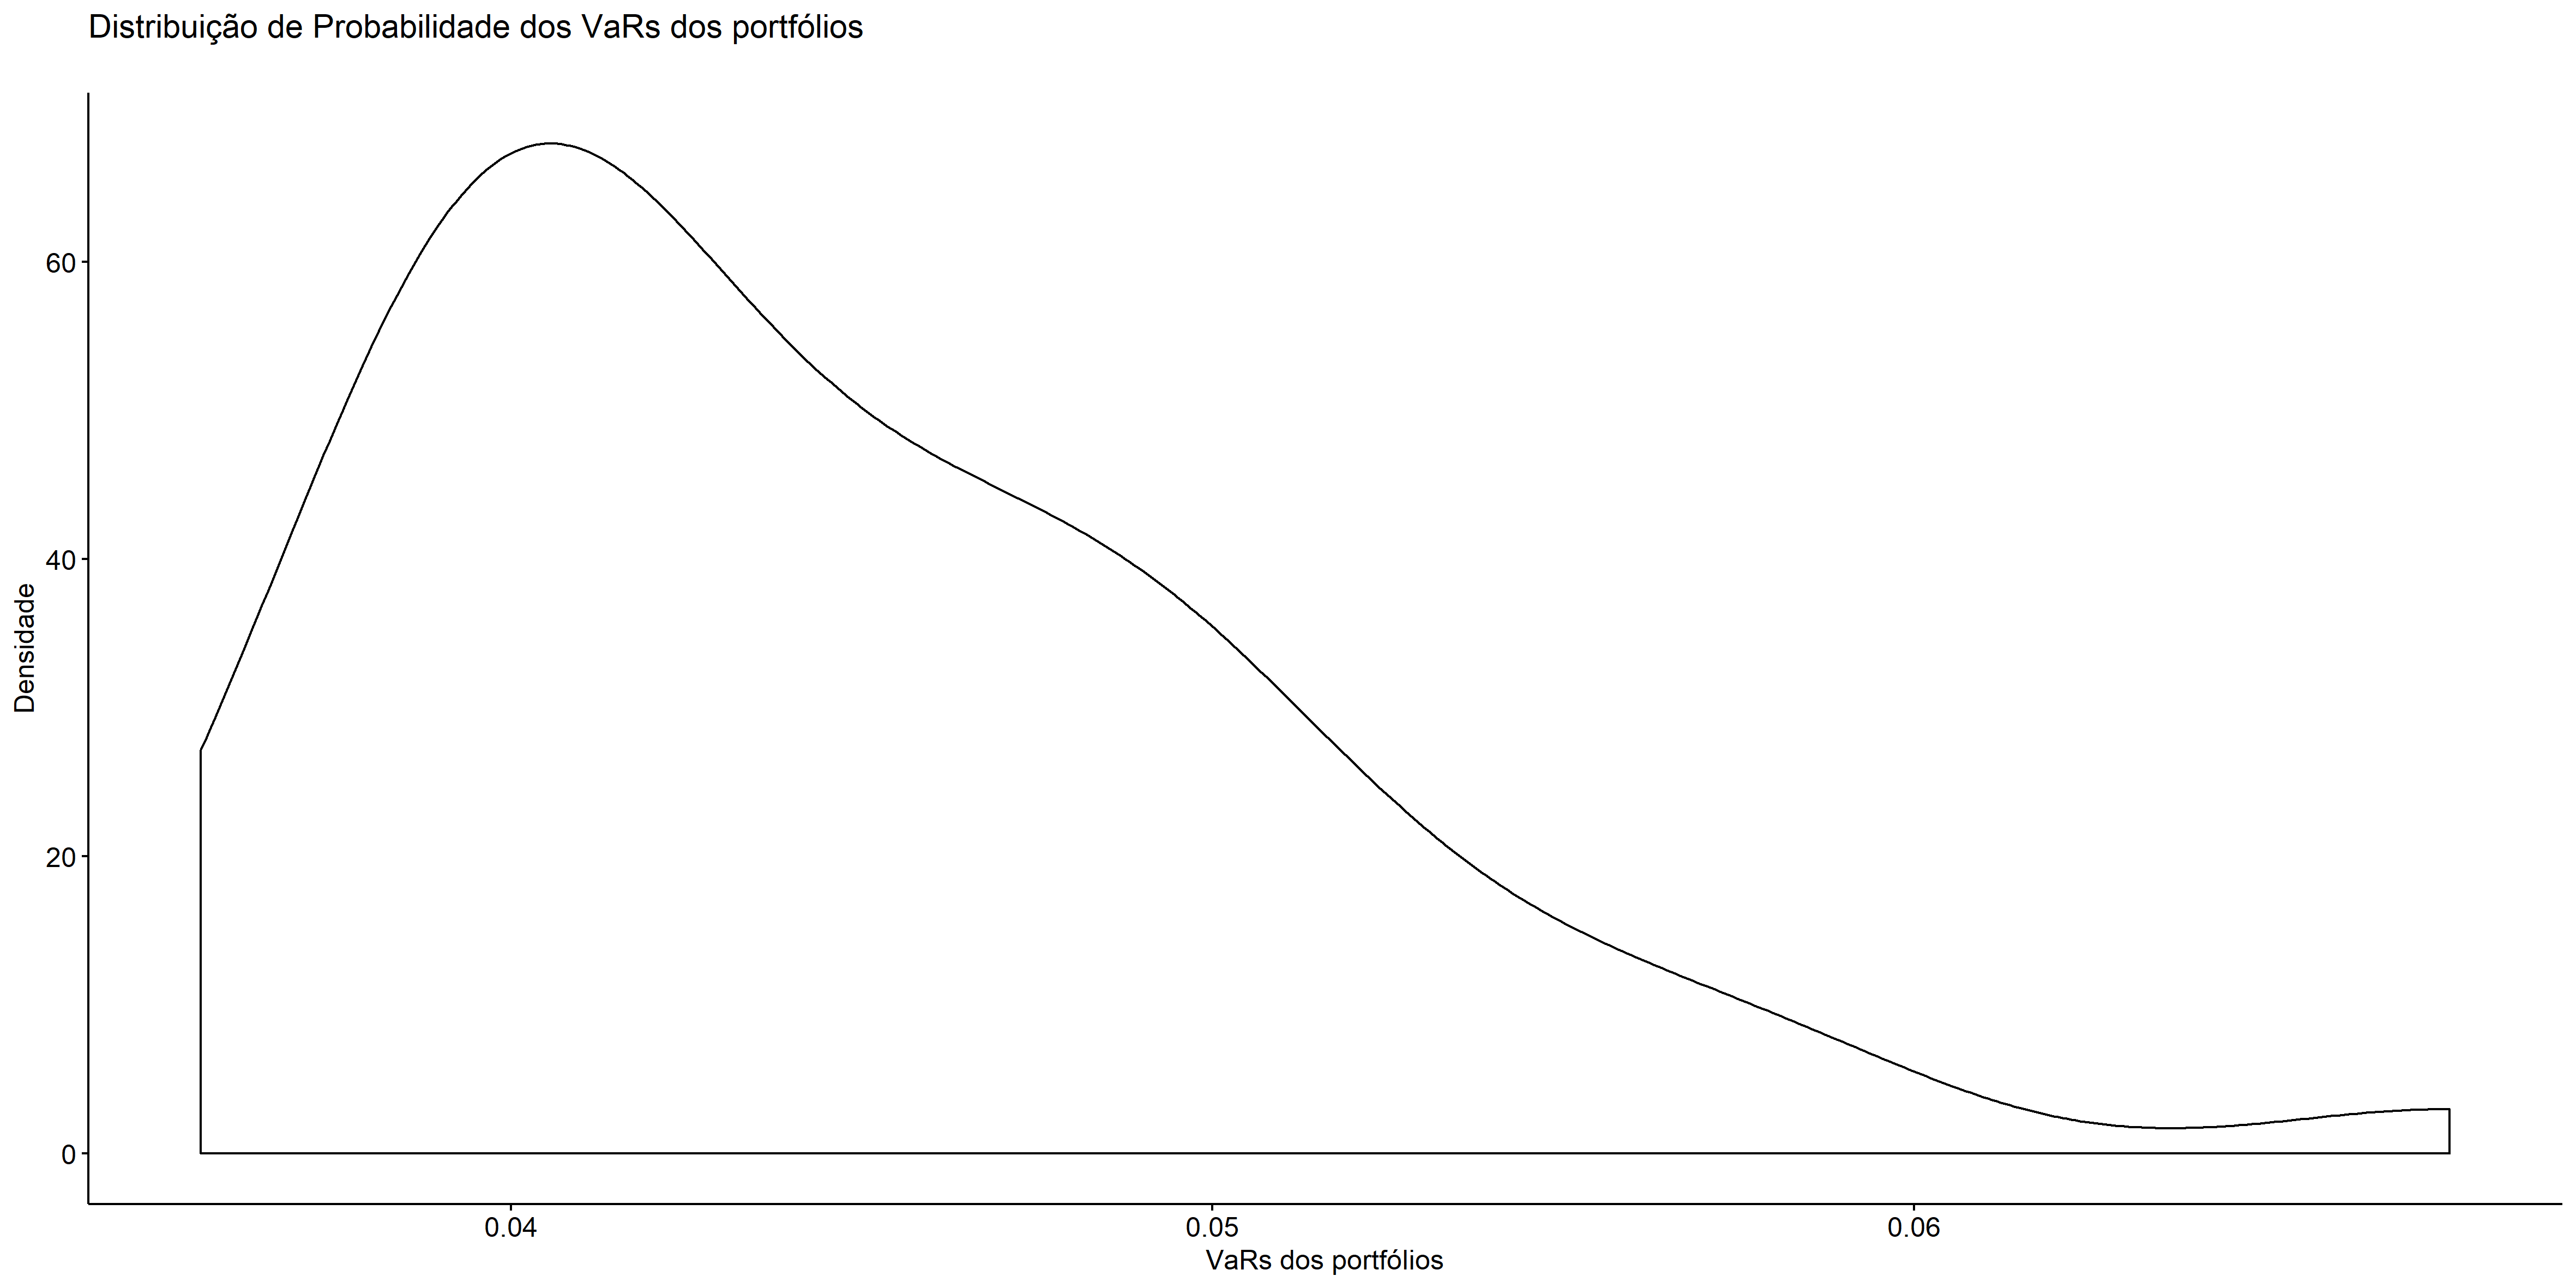 Distribuição de Probabilidade dos VaRs dos portfólios
60
40
20
0
Densidade
0.04
0.05
0.06
VaRs dos portfólios